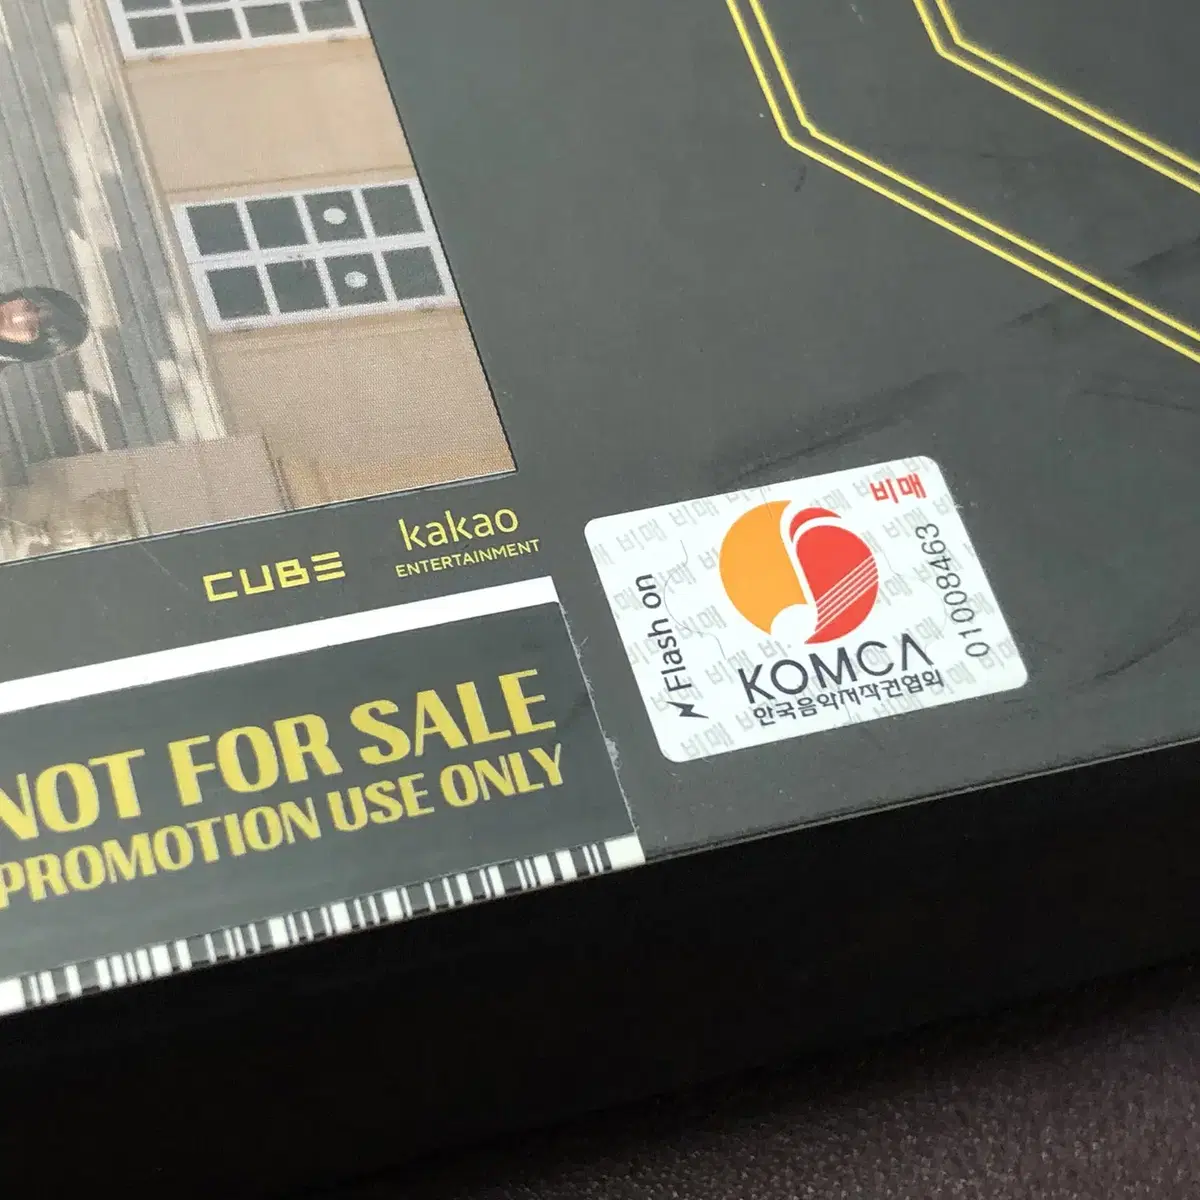 CUBE
kakao
ENTERTAINMENT
NOT FOR SALE
PROMOTION USE ONLY
비매
Flash on
01008463
KOMCA
한국음악저작권협회